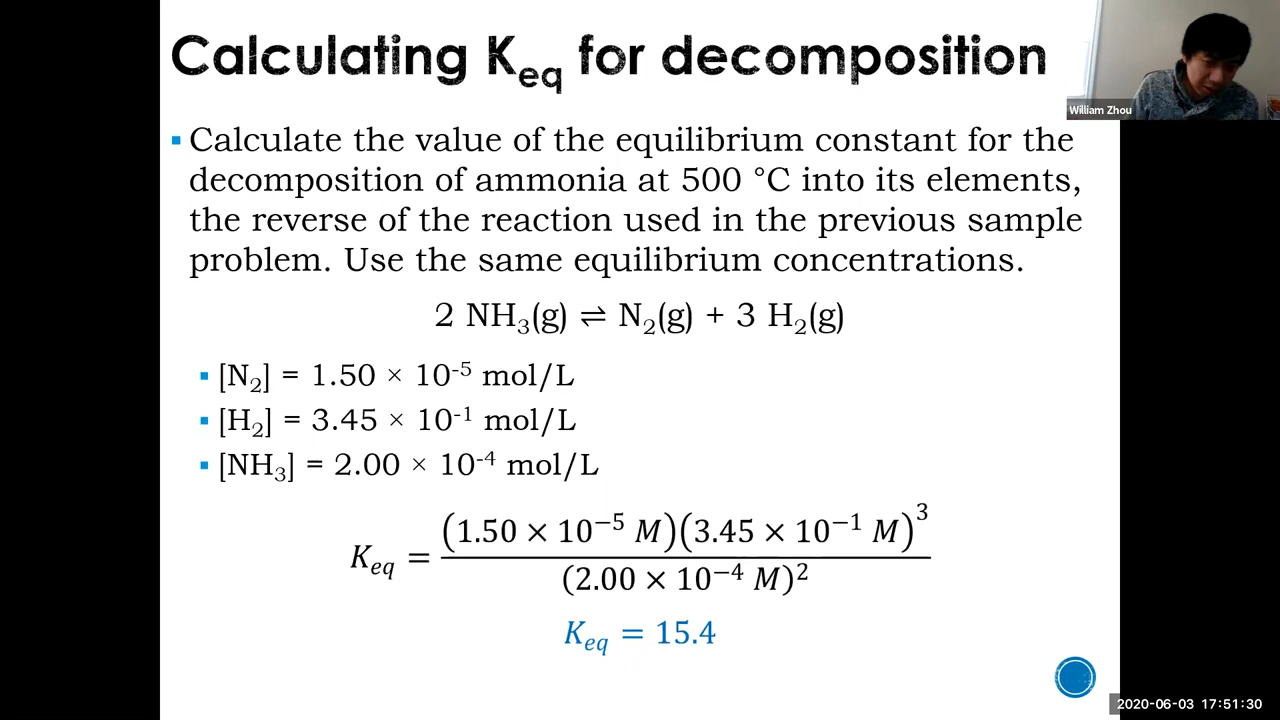 Calculating Keq for decomposition
William Zhou
▪ Calculate the value of the equilibrium constant for the
decomposition of ammonia at 500 °C into its elements,
the reverse of the reaction used in the previous sample
problem. Use the same equilibrium concentrations.
2 NH₃(g) ⇌ N₂(g) + 3 H₂(g)
▪ [N₂] = 1.50 × 10⁻⁵ mol/L
▪ [H₂] = 3.45 × 10⁻¹ mol/L
▪ [NH₃] = 2.00 × 10⁻⁴ mol/L
(1.50 × 10⁻⁵ M)(3.45 × 10⁻¹ M)³
Keq =
(2.00 × 10⁻⁴ M)²
Keq = 15.4
2020-06-03 17:51:30